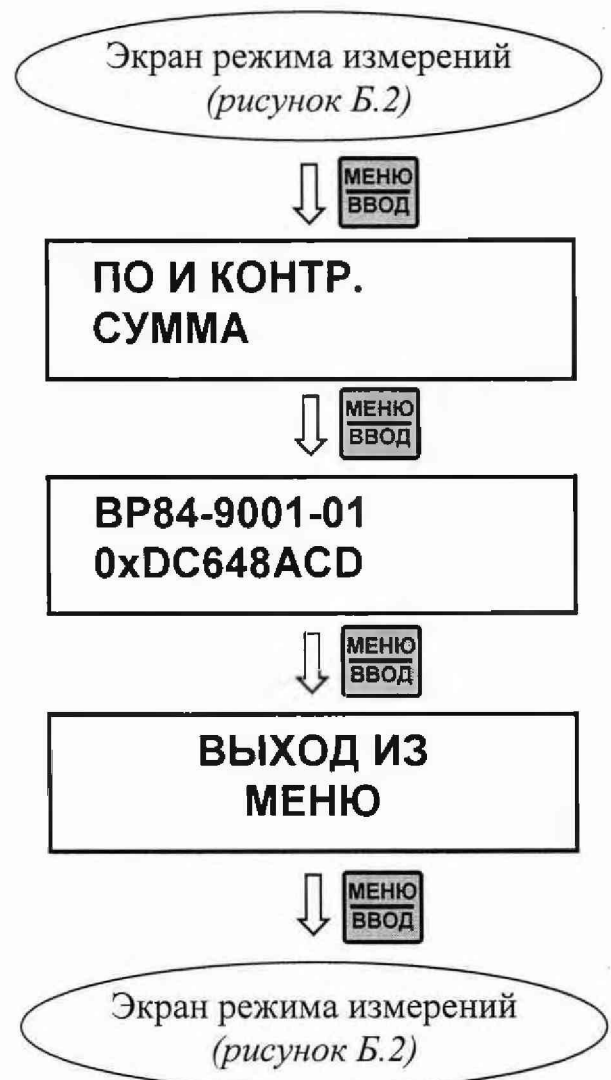 Экран режима измерений
(рисунок Б.2)
МЕНЮ
ВВОД
ПО И КОНТР.
СУММА
МЕНЮ
ВВОД
ВР84-9001-01
0xDC648ACD
МЕНЮ
ВВОД
ВЫХОД ИЗ
МЕНЮ
МЕНЮ
ВВОД
Экран режима измерений
(рисунок Б.2)